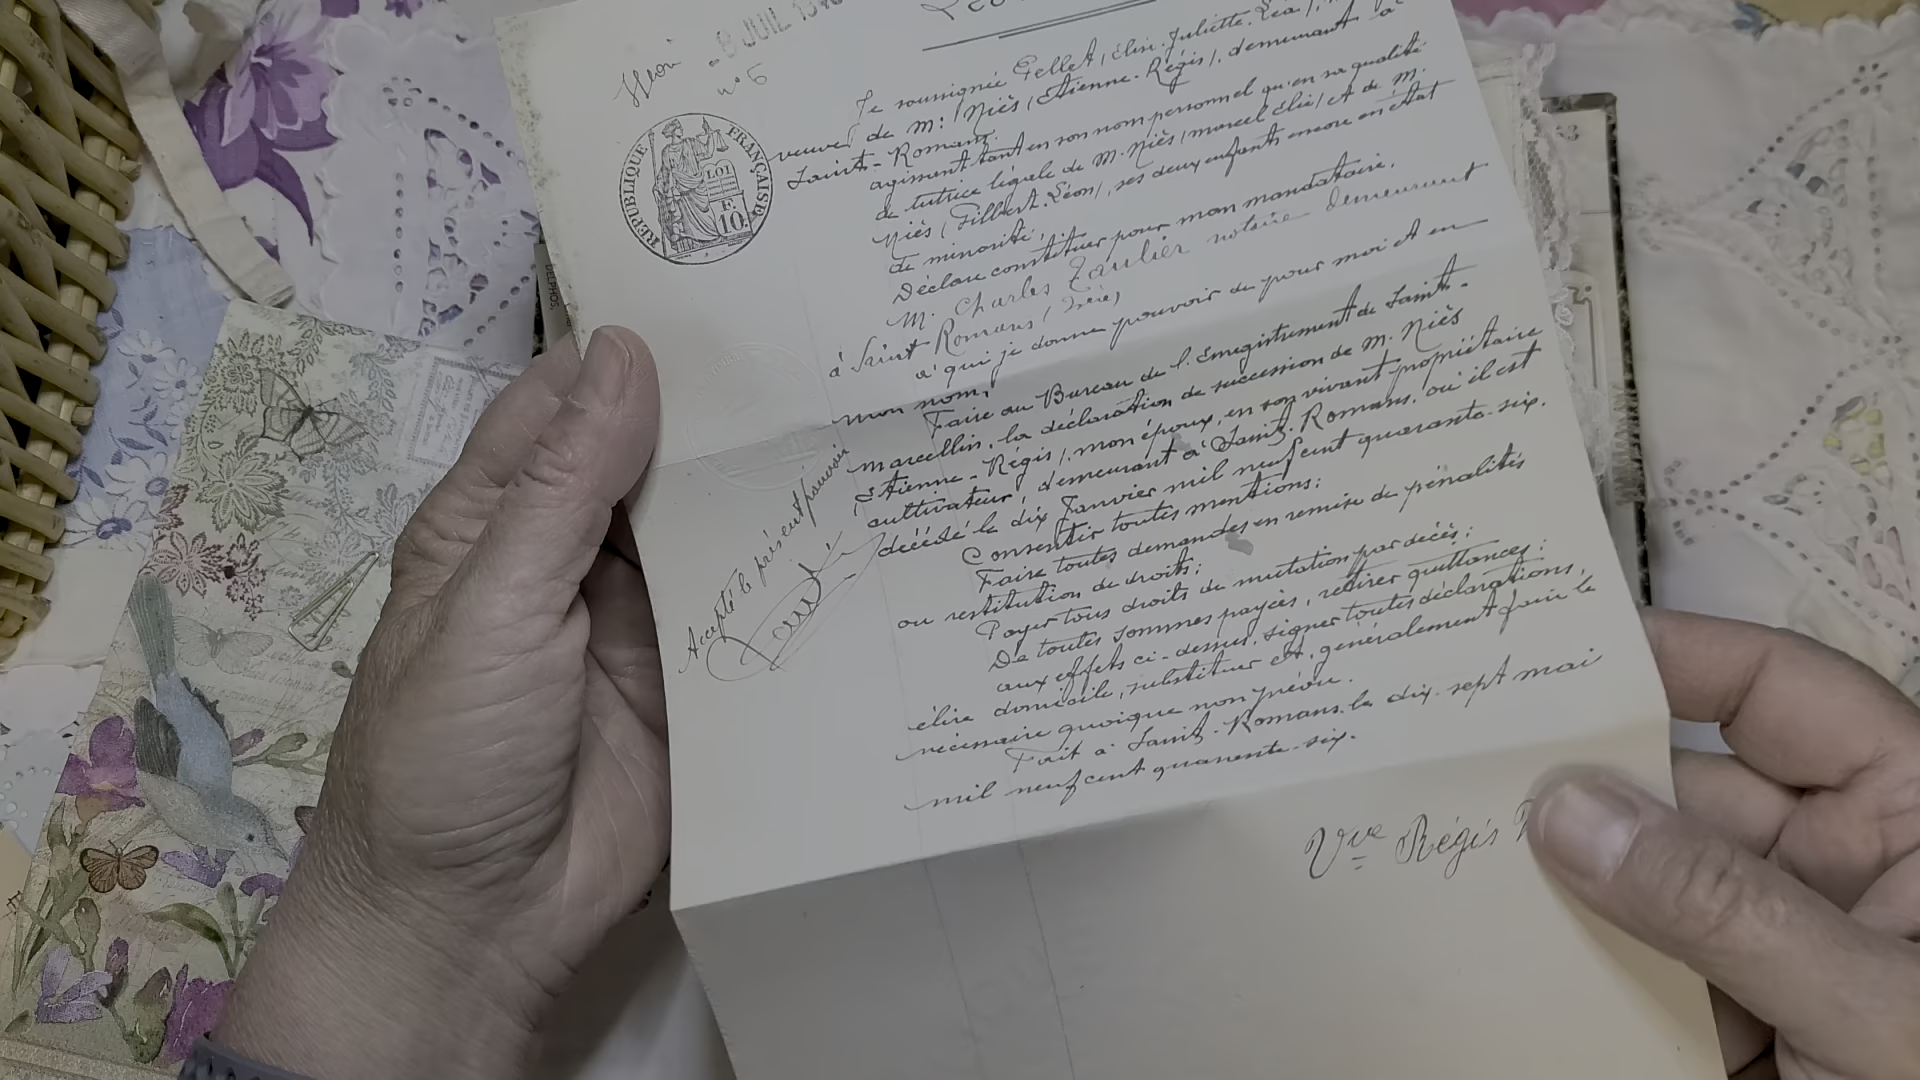 8 JUIL
n° 6
RÉPUBLIQUE FRANÇAISE
LOI
F.
10
Je soussignée Gellet, Élise. Juliette. Léa,
veuve de M: Niès, Etienne-Régis, demeurant à
Saint-Romans.
agissant tant en son nom personnel qu'en sa qualité
de tutrice légale de M. Niès, marcel Élie, et de M.
Niès, Gilbert. Léon, ses deux enfants encore en état
de minorité,
Déclare constituer pour mon mandataire.
M. Charles notaire demeurant
à Saint Romans, Isère,
à qui je donne pouvoir de pour moi et en
mon nom,
Faire au Bureau de l'Enregistrement de Saint-
marcellin, la déclaration de succession de M. Niès
Etienne-Régis, mon époux, en son vivant propriétaire
cultivateur, demeurant à Saint-Romans, où il est
décédé le dix Janvier mil neuf cent quarante-six.
Consentir toutes mentions:
Faire toutes demandes en remise de pénalités
ou restitution de droits:
Payer tous droits de mutation par décès:
De toutes sommes payées, retirer quittances:
aux effets ci-dessus, signer toutes déclarations,
élire domicile, substituer et, généralement faire le
nécessaire quoique non prévu.
Fait à Saint-Romans, le dix-sept mai
mil neuf cent quarante-six.
Accepté le présent pouvoir
Vve Régis
DELPHOS,